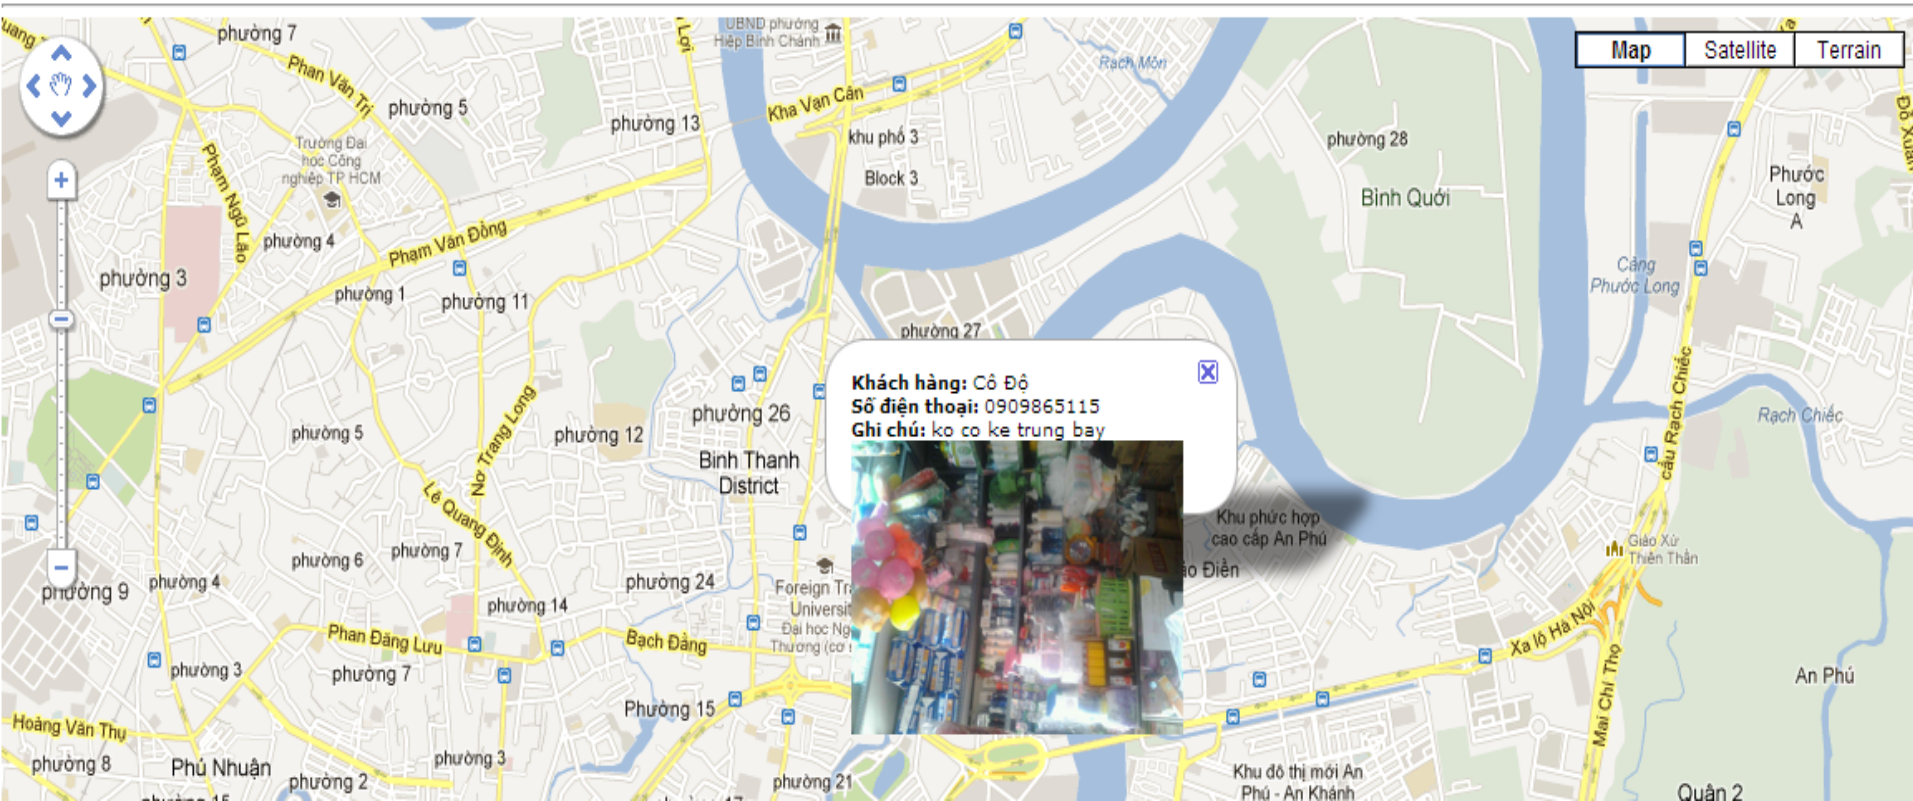 phường 7
UBND phường
Hiệp Bình Chánh
Map
Satellite
Terrain
Phan Văn Trị
phường 5
phường 13
Kha Vạn Cân
Rạch Môn
khu phố 3
Block 3
phường 28
Bình Quới
Phước
Long
A
Trường Đại
học Công
nghiệp TP HCM
Phạm Ngũ Lão
phường 4
Phạm Văn Đồng
phường 3
phường 1
phường 11
phường 27
Cảng
Phước Long
cầu Rạch Chiếc
Rạch Chiếc
Khách hàng: Cô Độ
Số điện thoại: 0909865115
Ghi chú: ko co ke trung bay
phường 26
Binh Thanh
District
phường 5
phường 12
Nơ Trang Long
Lê Quang Định
Khu phức hợp
cao cấp An Phú
Giáo Xứ
Thiên Thần
phường 6
phường 7
phường 9
phường 4
phường 24
phường 14
Foreign
Đại học
Thương
Phan Đăng Lưu
Bạch Đằng
Điền
Xa lộ Hà Nội
Mai Chí Thọ
phường 3
phường 7
Phường 15
An Phú
Hoàng Văn Thụ
phường 8
Phú Nhuận
phường 2
phường 3
phường 21
Khu đô thị mới An
Phú - An Khánh
Quận 2